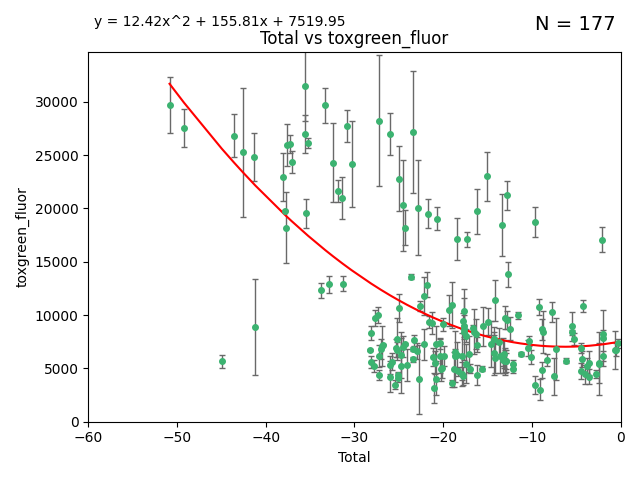 y = 12.42x^2 + 155.81x + 7519.95
N = 177
Total vs toxgreen_fluor
30000
25000
20000
15000
10000
5000
0
toxgreen_fluor
−60
−50
−40
−30
−20
−10
0
Total